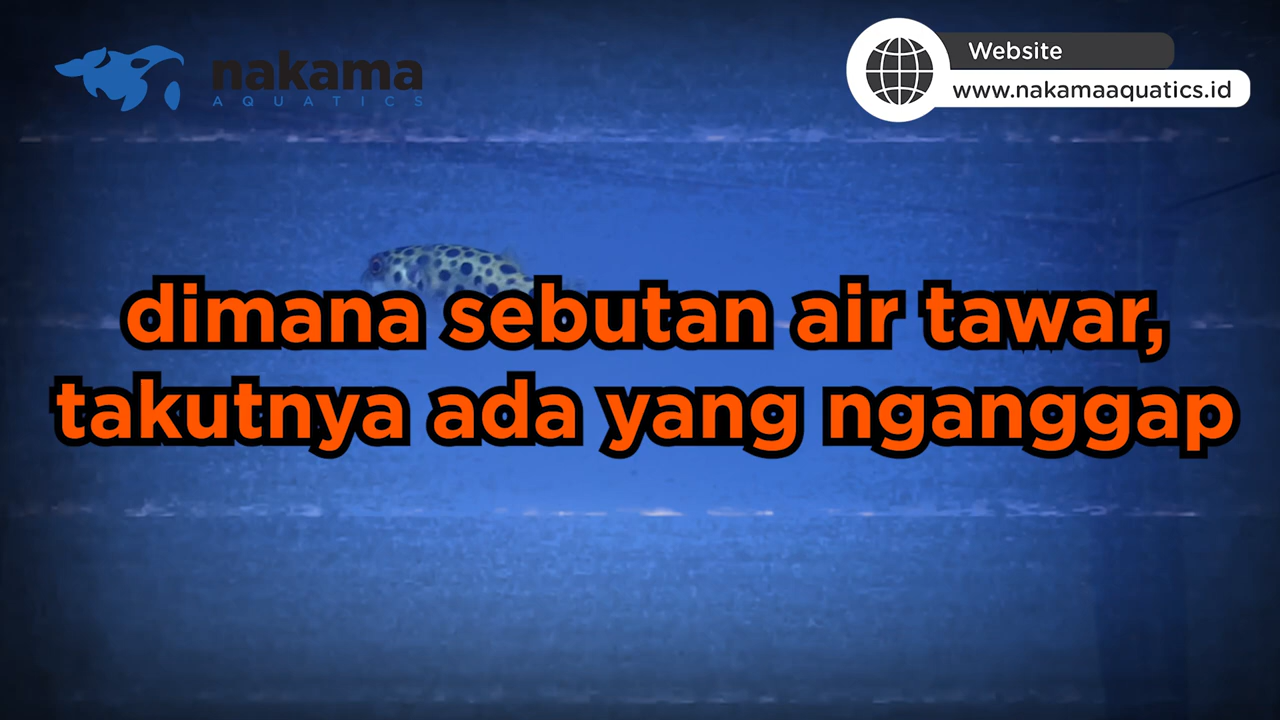 nakama
AQUATICS
Website
www.nakamaaquatics.id
dimana sebutan air tawar,
takutnya ada yang nganggap